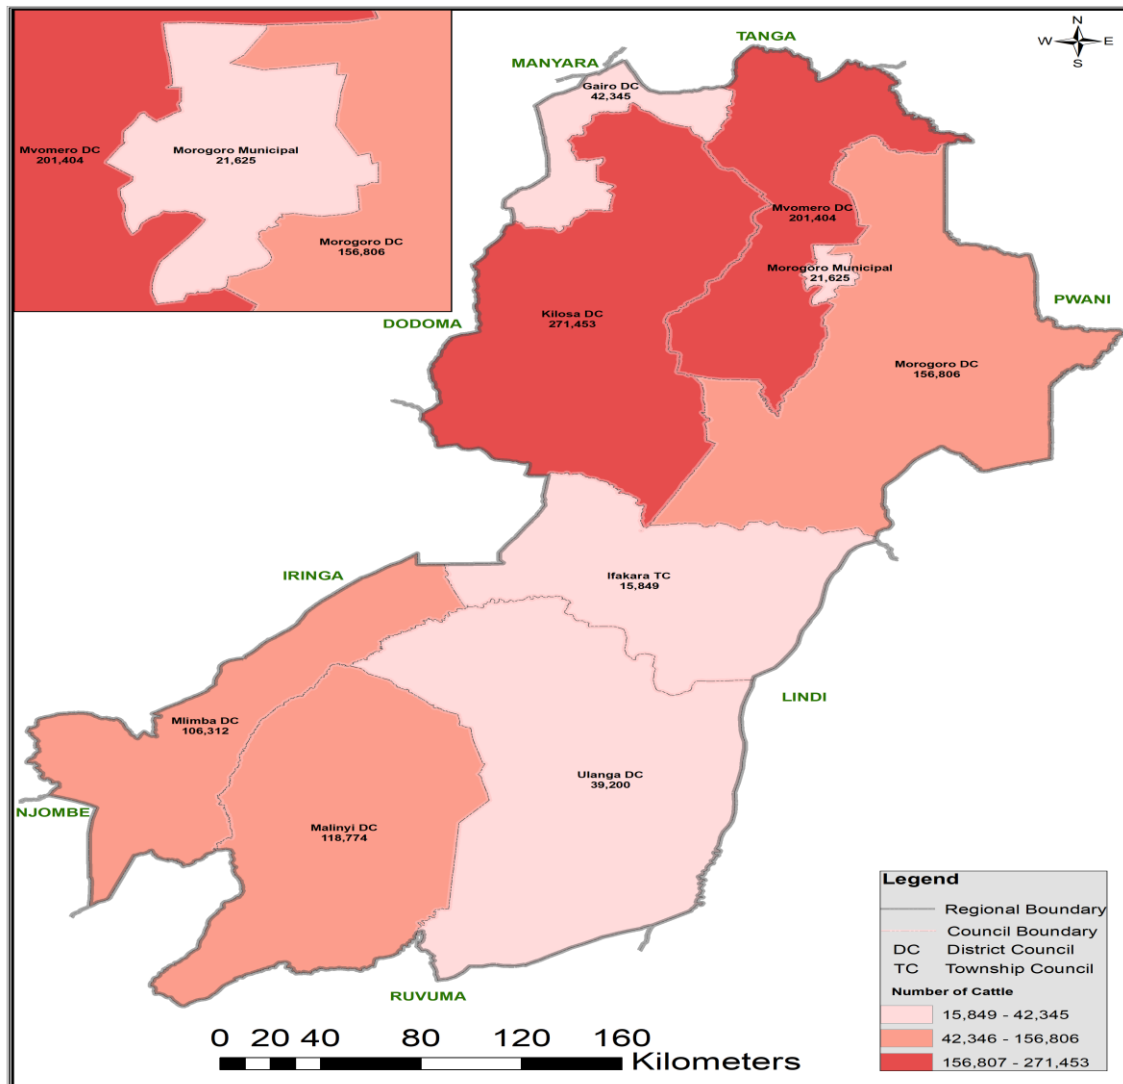 Mvomero DC
201,404
Morogoro Municipal
21,625
Morogoro DC
156,806
N
W
E
S
TANGA
MANYARA
Gairo DC
42,345
Mvomero DC
201,404
Morogoro Municipal
21,625
PWANI
DODOMA
Kilosa DC
271,453
Morogoro DC
156,806
IRINGA
Ifakara TC
15,849
LINDI
Mlimba DC
106,312
Ulanga DC
39,200
NJOMBE
Malinyi DC
118,774
RUVUMA
Legend
Regional Boundary
Council Boundary
DC District Council
TC Township Council
Number of Cattle
15,849 - 42,345
42,346 - 156,806
156,807 - 271,453
0 20 40 80 120 160
Kilometers